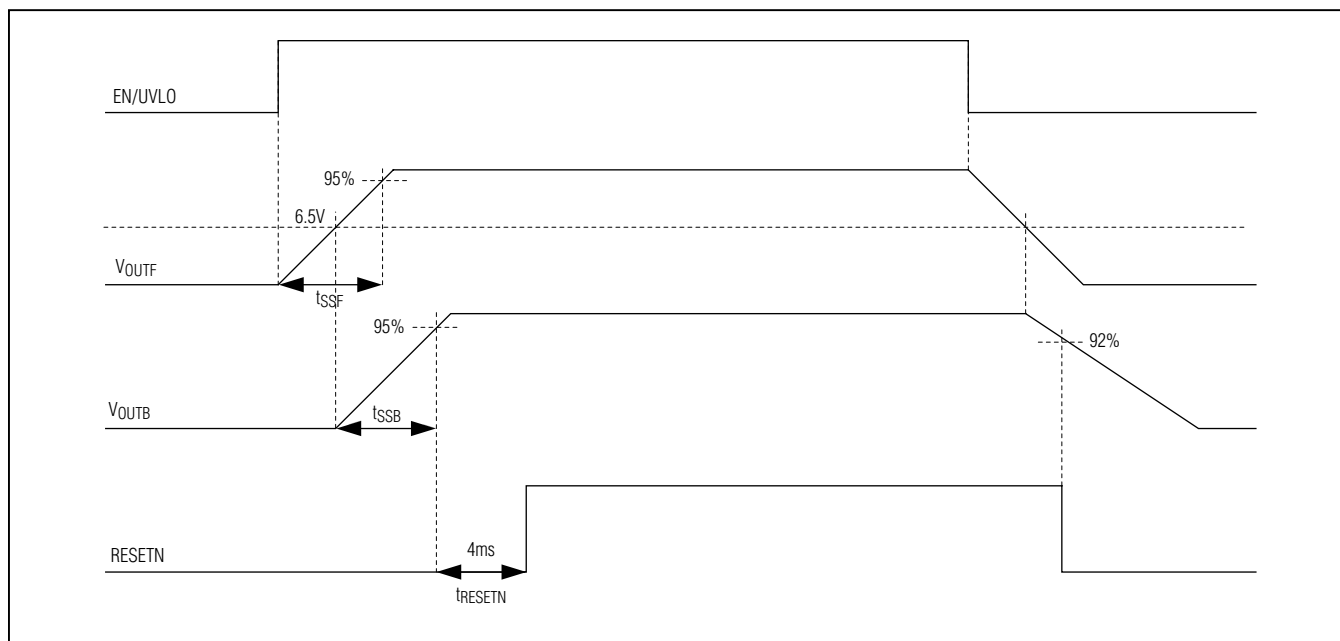 EN/UVLO
95%
6.5V
VOUTF
tSSF
95%
92%
VOUTB
tSSB
4ms
RESETN
tRESETN